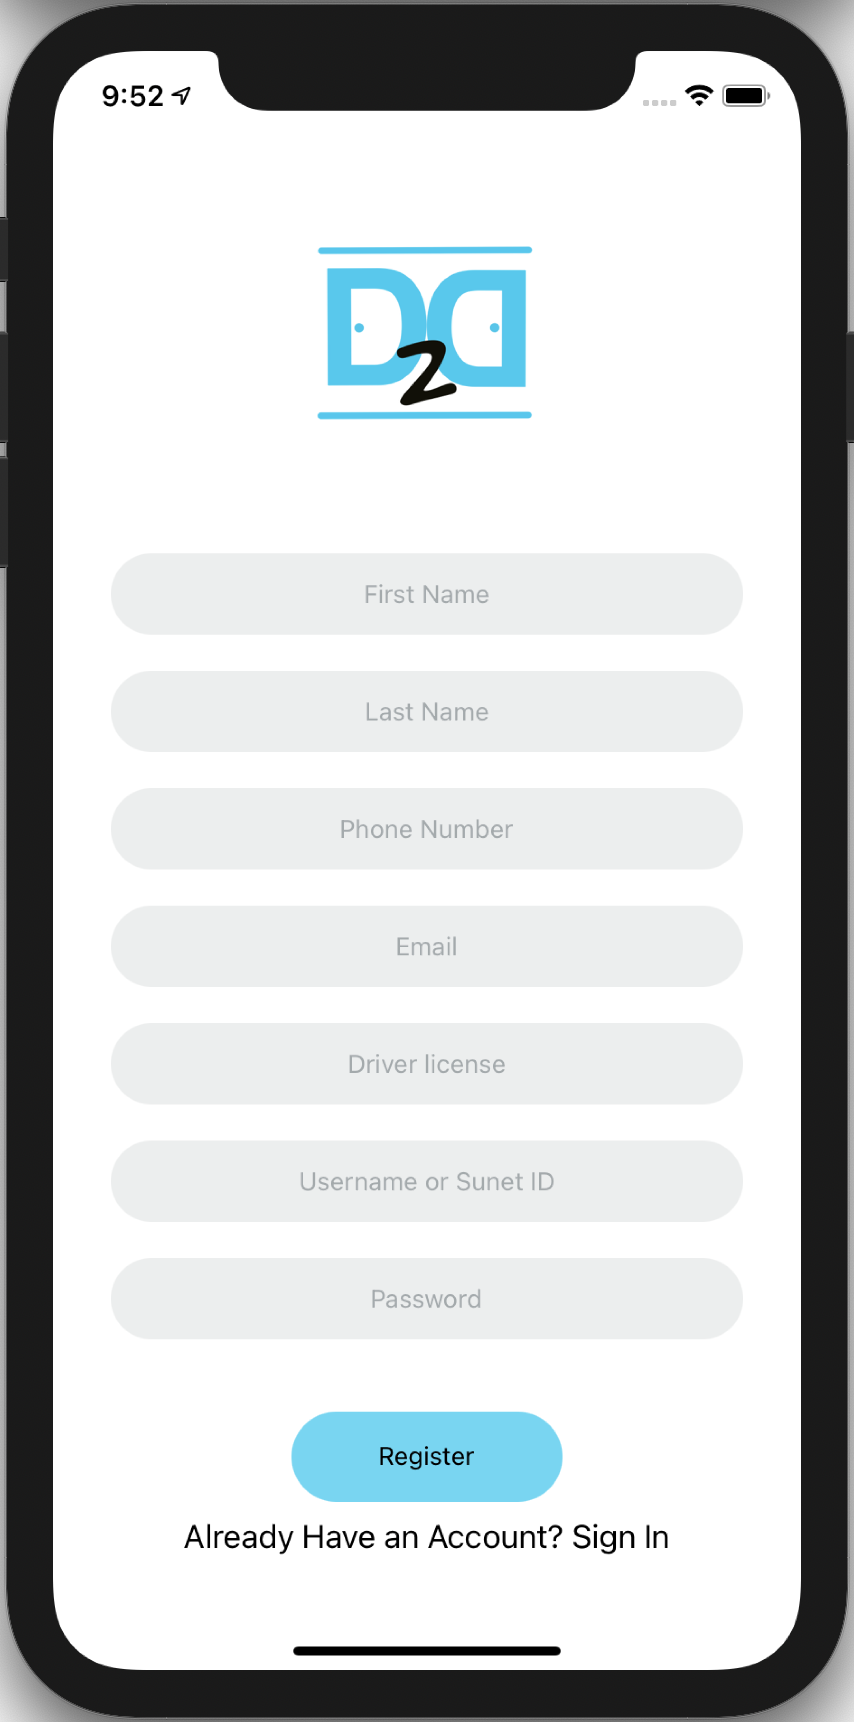 9:52
D2D
First Name
Last Name
Phone Number
Email
Driver license
Username or Sunet ID
Password
Register
Already Have an Account? Sign In